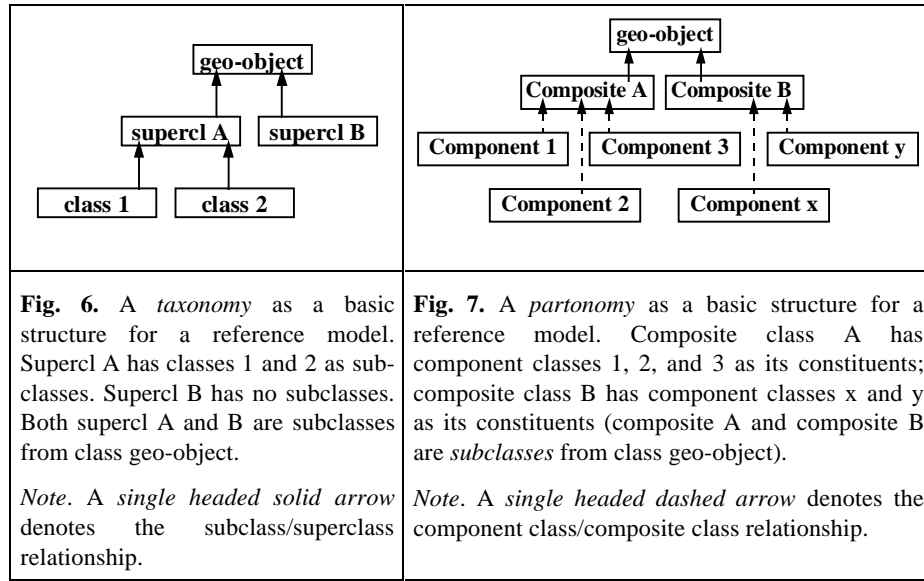 geo-object
supercl A
supercl B
class 1
class 2
Fig. 6. A taxonomy as a basic
structure for a reference model.
Supercl A has classes 1 and 2 as sub-
classes. Supercl B has no subclasses.
Both supercl A and B are subclasses
from class geo-object.
Note. A single headed solid arrow
denotes the subclass/superclass
relationship.
geo-object
Composite A
Composite B
Component 1
Component 3
Component y
Component 2
Component x
Fig. 7. A partonomy as a basic structure for a
reference model. Composite class A has
component classes 1, 2, and 3 as its constituents;
composite class B has component classes x and y
as its constituents (composite A and composite B
are subclasses from class geo-object).
Note. A single headed dashed arrow denotes the
component class/composite class relationship.